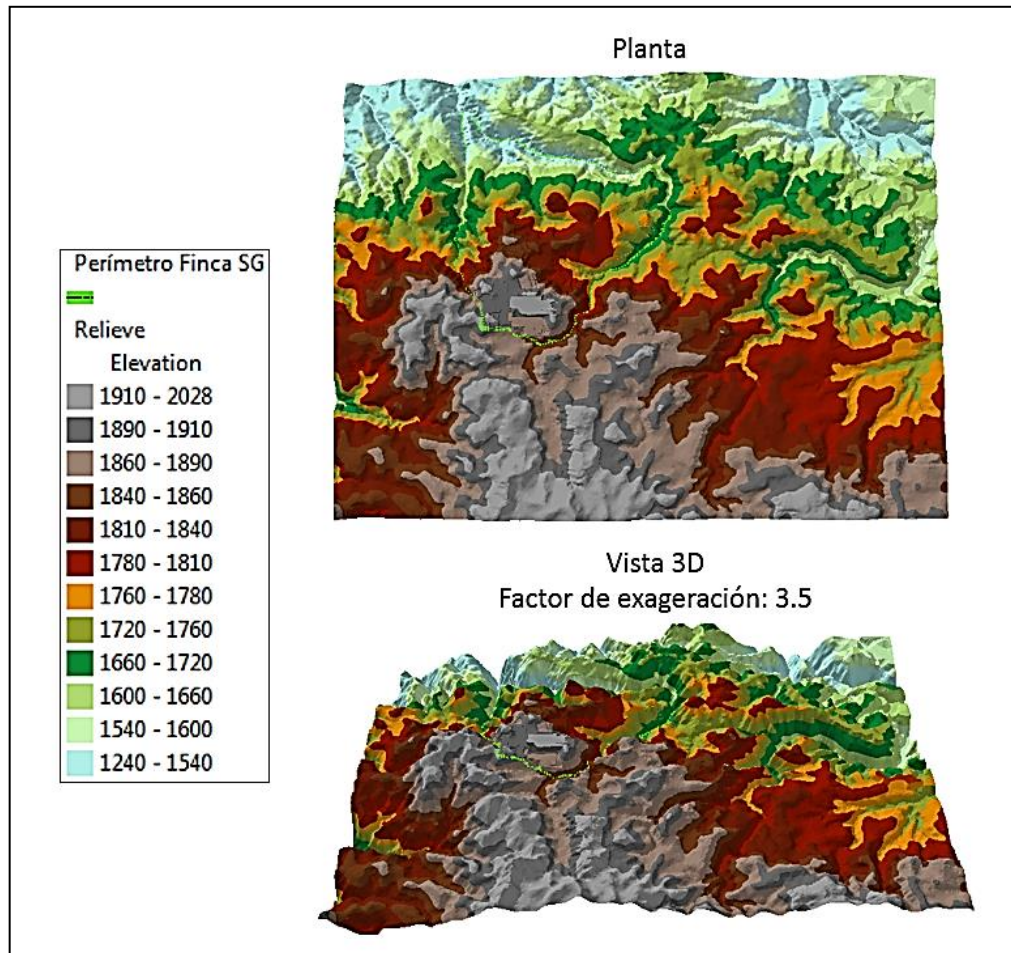 Planta
Perímetro Finca SG
Relieve
Elevation
1910 - 2028
1890 - 1910
1860 - 1890
1840 - 1860
1810 - 1840
1780 - 1810
1760 - 1780
1720 - 1760
1660 - 1720
1600 - 1660
1540 - 1600
1240 - 1540
Vista 3D
Factor de exageración: 3.5